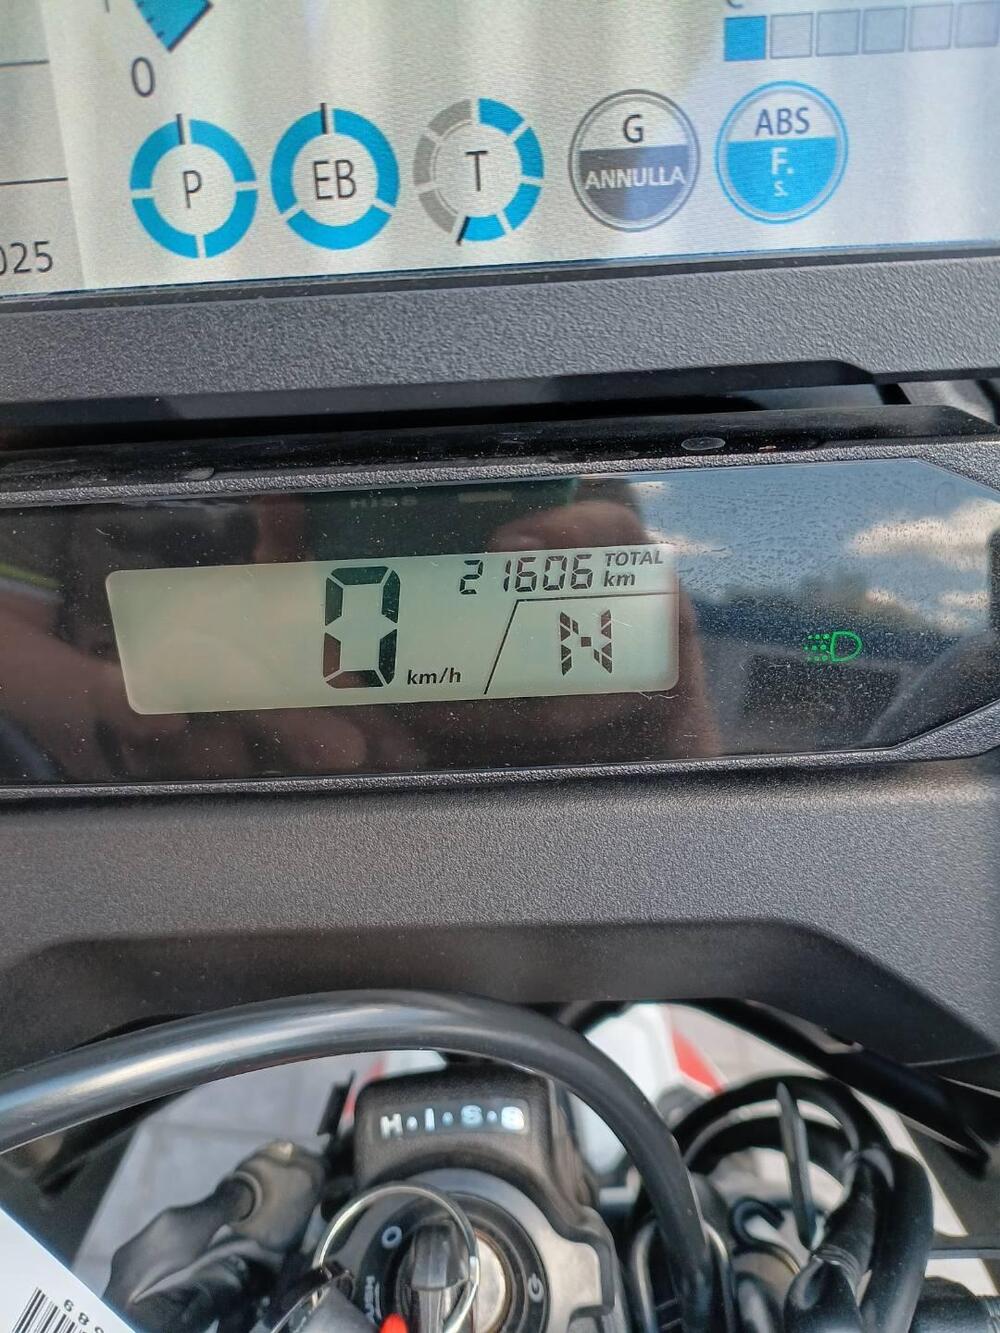 0
P
EB
T
G
ANNULLA
ABS
F.
S.
025
21606 TOTAL
km
0 km/h
N
H·I·S·S